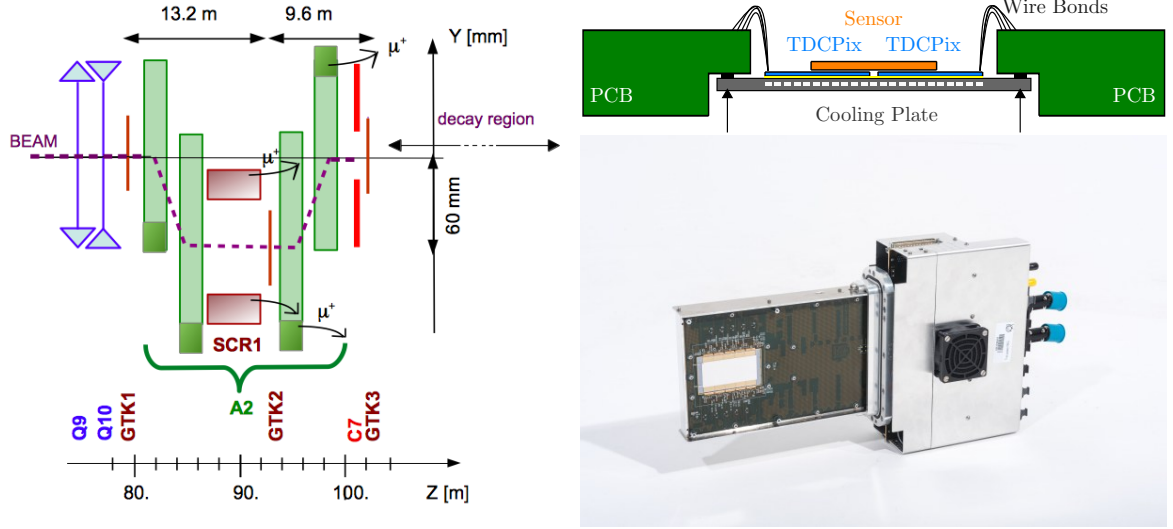 13.2 m
9.6 m
Y [mm]
μ+
BEAM
decay region
μ+
60 mm
μ+
SCR1
A2
Q9
Q10
GTK1
GTK2
C7
GTK3
80.
90.
100.
Z [m]
Wire Bonds
Sensor
TDCPix
TDCPix
PCB
PCB
Cooling Plate